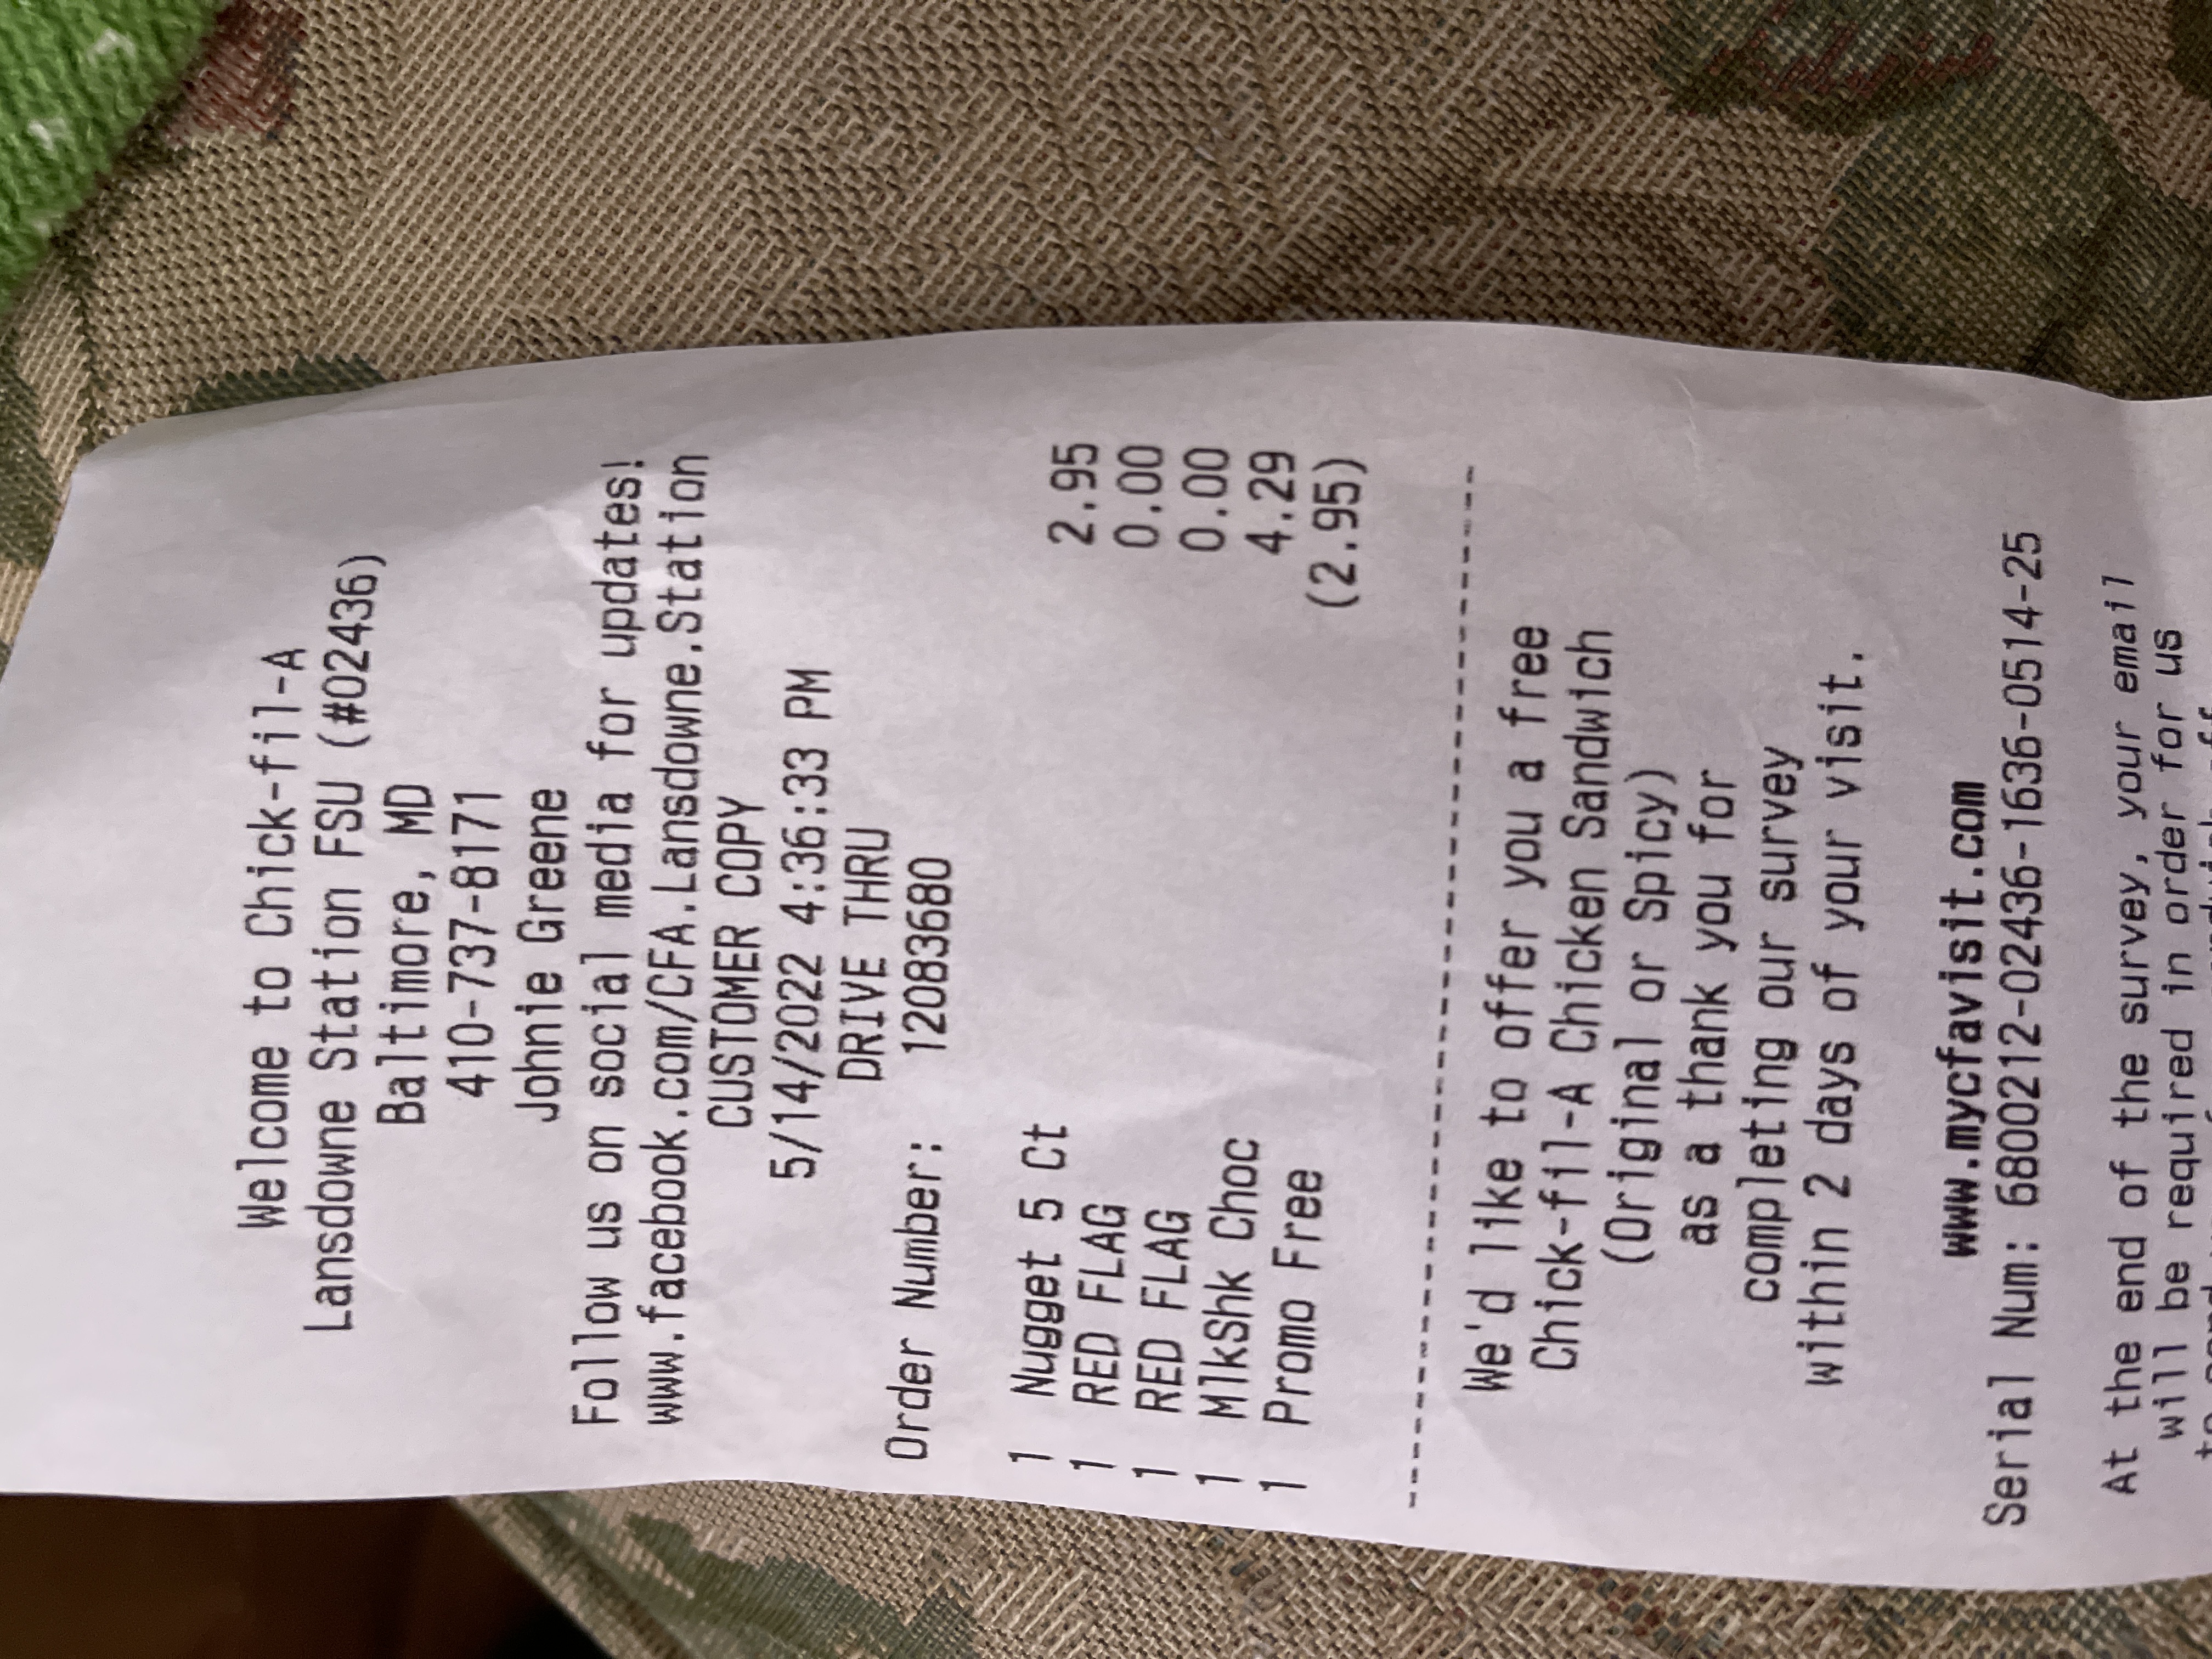 Welcome to Chick-fil-A
Lansdowne Station FSU (#02436)
Baltimore, MD
410-737-8171
Johnie Greene
Follow us on social media for updates!
www.facebook.com/CFA.Lansdowne.Station
CUSTOMER COPY
5/14/2022 4:36:33 PM
DRIVE THRU
Order Number: 12083680
1 Nugget 5 Ct 2.95
1 RED FLAG 0.00
1 RED FLAG 0.00
1 MlkShk Choc 4.29
1 Promo Free (2.95)
--------------------------------------
We'd like to offer you a free
Chick-fil-A Chicken Sandwich
(Original or Spicy)
as a thank you for
completing our survey
within 2 days of your visit.
www.mycfavisit.com
Serial Num: 6800212-02436-1636-0514-25
At the end of the survey, your email
will be required in order for us